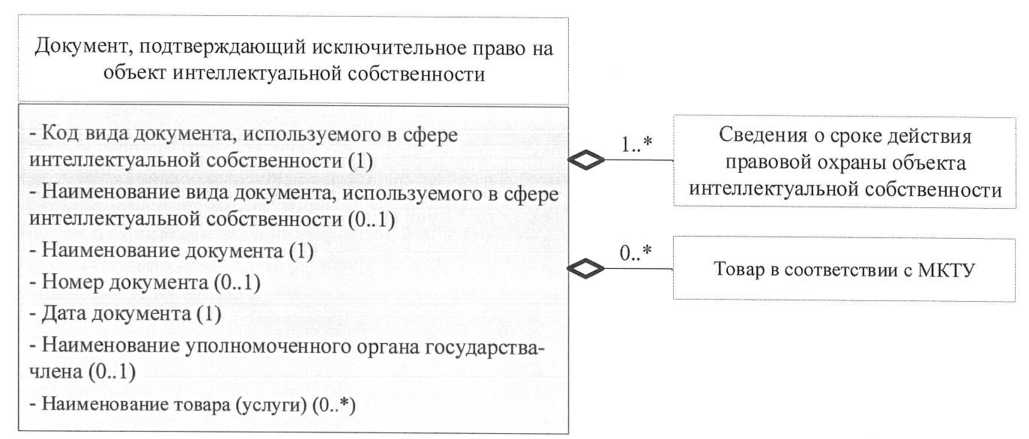 Документ, подтверждающий исключительное право на
объект интеллектуальной собственности
- Код вида документа, используемого в сфере
интеллектуальной собственности (1)
- Наименование вида документа, используемого в сфере
интеллектуальной собственности (0..1)
- Наименование документа (1)
- Номер документа (0..1)
- Дата документа (1)
- Наименование уполномоченного органа государства-
члена (0..1)
- Наименование товара (услуги) (0..*)
1..*
Сведения о сроке действия
правовой охраны объекта
интеллектуальной собственности
0..*
Товар в соответствии с МКТУ